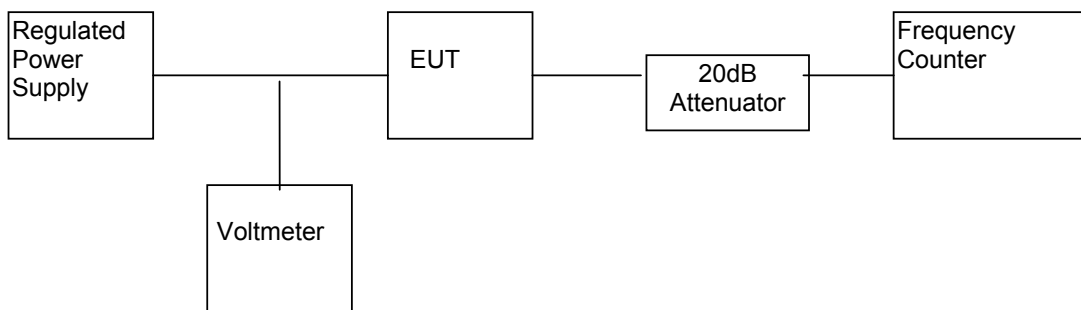 Regulated
Power
Supply
EUT
20dB
Attenuator
Frequency
Counter
Voltmeter